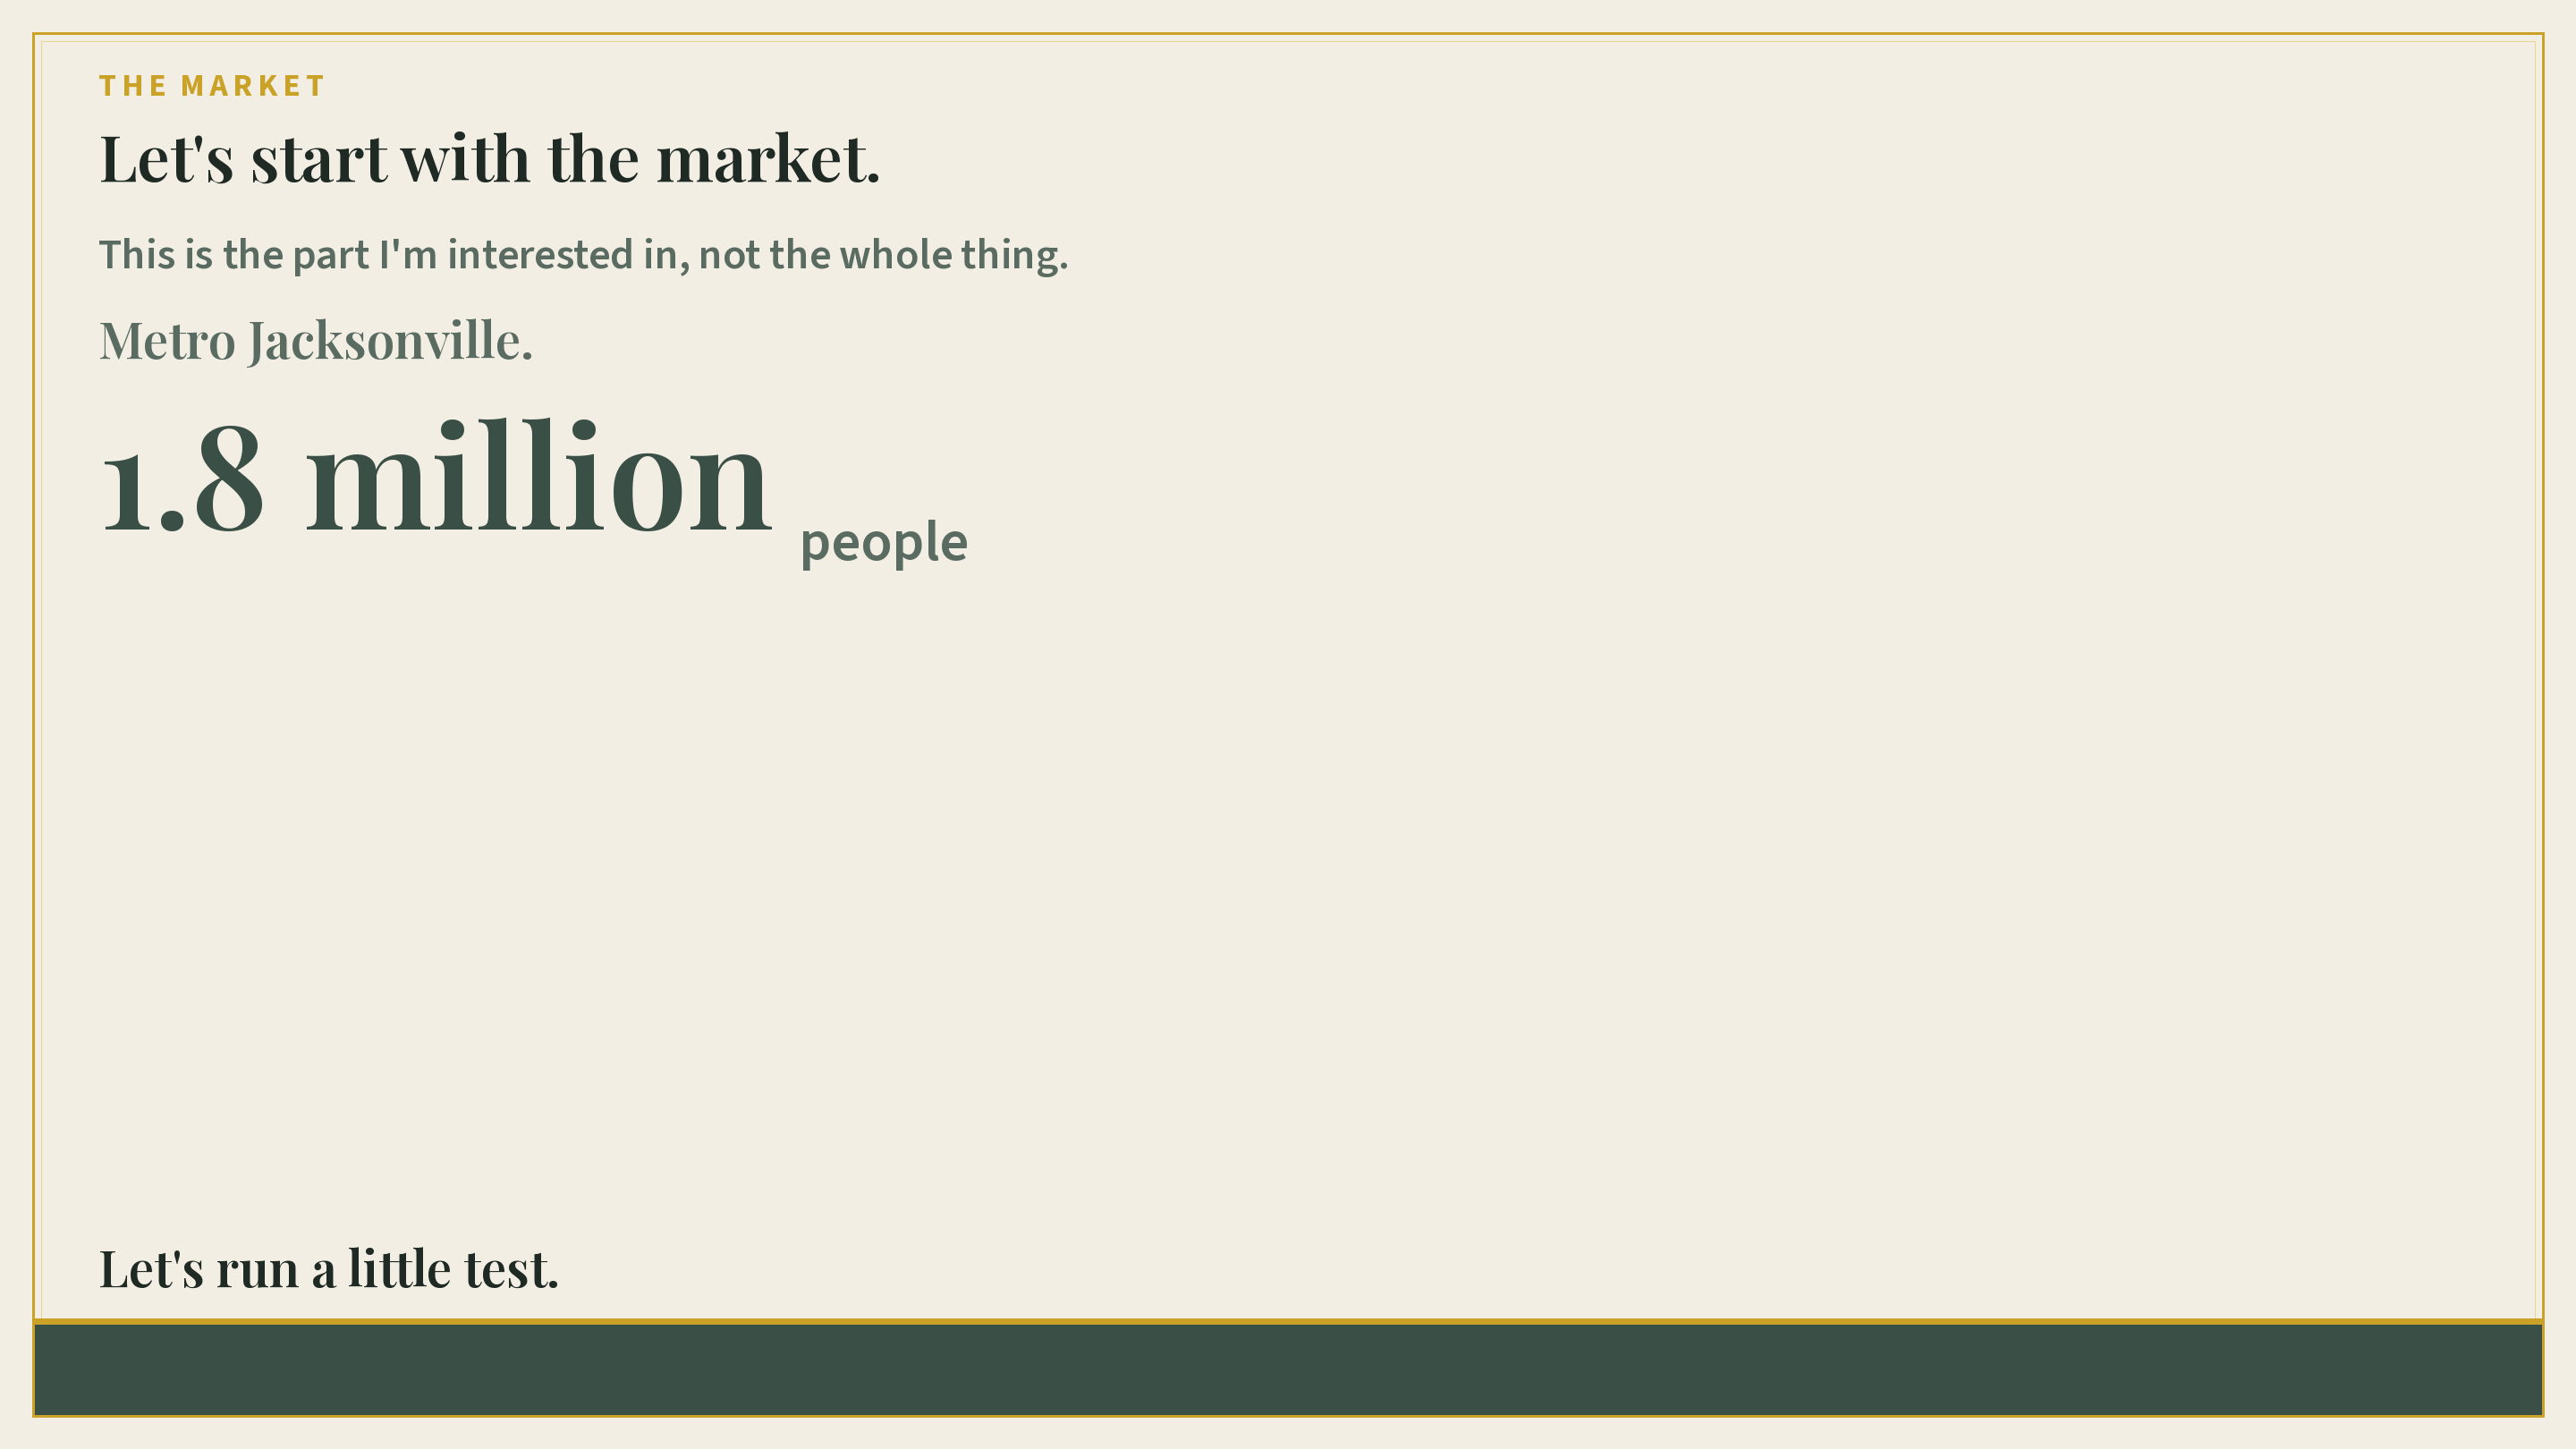 THE MARKET
Let's start with the market.
This is the part I'm interested in, not the whole thing.
Metro Jacksonville.
1.8 million people
Let's run a little test.